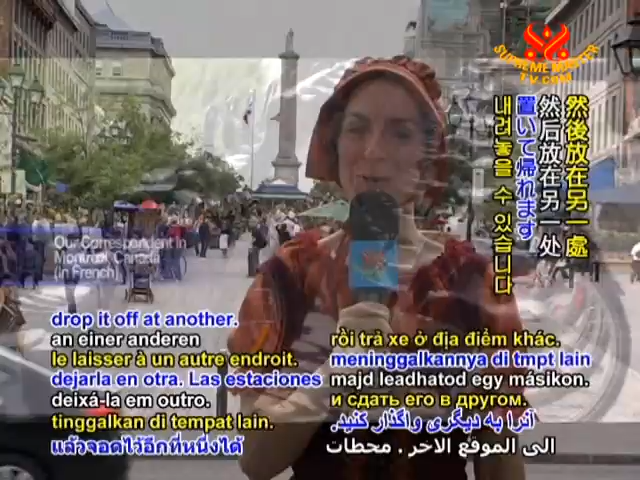 SUPREME MASTER
TV.COM
然後放在另一處
然后放在另一处
置いて帰れます
내려놓을 수 있습니다
Our Correspondent in
Montreal, Canada
(in French)
drop it off at another.
an einer anderen
le laisser à un autre endroit.
dejarla en otra. Las estaciones
deixá-la em outro.
tinggalkan di tempat lain.
แล้วจอดไว้อีกที่หนึ่งได้
rồi trả xe ở địa điểm khác.
meninggalkannya di tmpt lain
majd leadhatod egy másikon.
и сдать его в другом.
آنرا به دیگری واگذار کنید.
الى الموقع الاخر . محطات